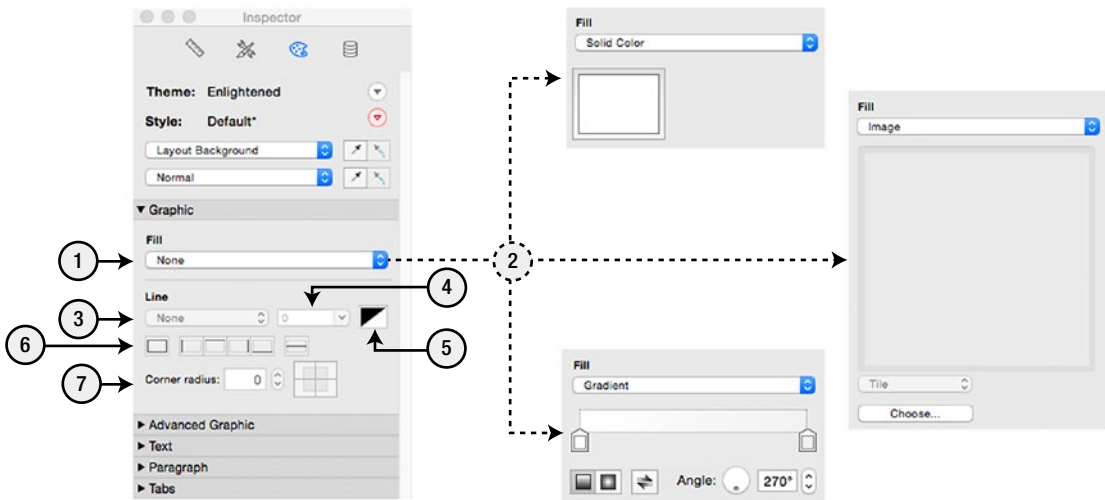 Inspector
Theme: Enlightened
Style: Default*
Layout Background
Normal
Graphic
Fill
None
Line
None 0
Corner radius: 0
Advanced Graphic
Text
Paragraph
Tabs
1
2
3
4
5
6
7
Fill
Solid Color
Fill
Image
Tile
Choose...
Fill
Gradient
Angle: 270°